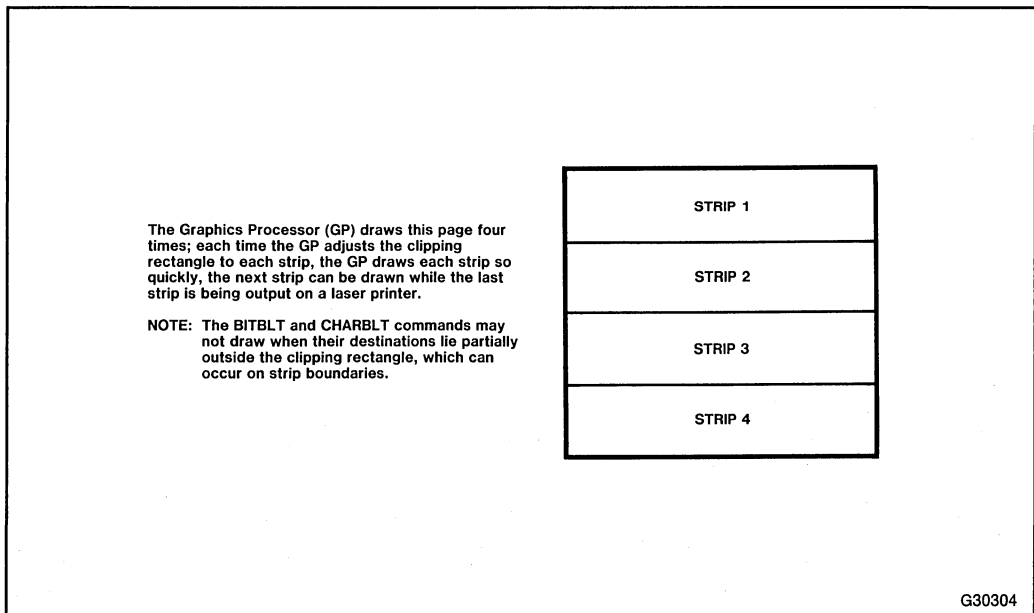 The Graphics Processor (GP) draws this page four
times; each time the GP adjusts the clipping
rectangle to each strip, the GP draws each strip so
quickly, the next strip can be drawn while the last
strip is being output on a laser printer.
NOTE: The BITBLT and CHARBLT commands may
not draw when their destinations lie partially
outside the clipping rectangle, which can
occur on strip boundaries.
STRIP 1
STRIP 2
STRIP 3
STRIP 4
G30304